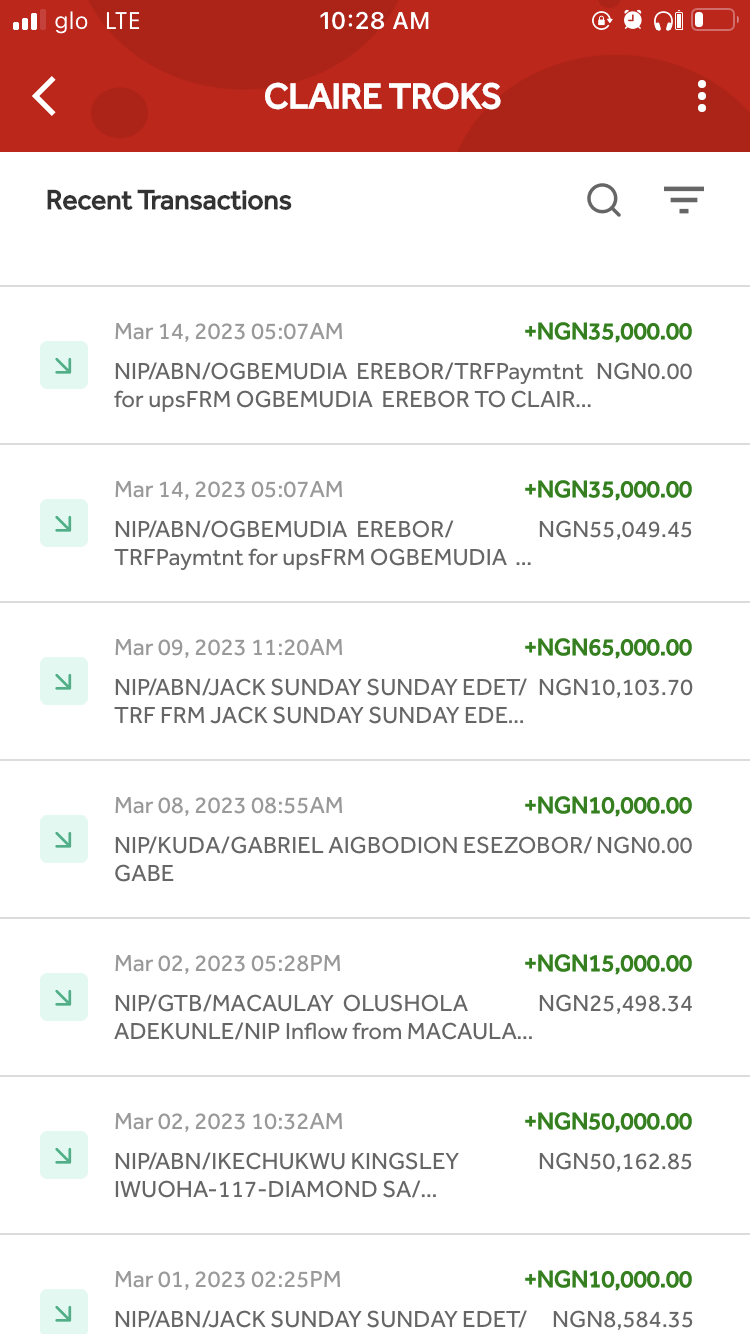 glo LTE 10:28 AM
CLAIRE TROKS
Recent Transactions
Mar 14, 2023 05:07AM +NGN35,000.00
NIP/ABN/OGBEMUDIA  EREBOR/TRFPaymtnt NGN0.00
for upsFRM OGBEMUDIA  EREBOR TO CLAIR...
Mar 14, 2023 05:07AM +NGN35,000.00
NIP/ABN/OGBEMUDIA  EREBOR/ NGN55,049.45
TRFPaymtnt for upsFRM OGBEMUDIA  ...
Mar 09, 2023 11:20AM +NGN65,000.00
NIP/ABN/JACK SUNDAY SUNDAY EDET/ NGN10,103.70
TRF FRM JACK SUNDAY SUNDAY EDE...
Mar 08, 2023 08:55AM +NGN10,000.00
NIP/KUDA/GABRIEL AIGBODION ESEZOBOR/ NGN0.00
GABE
Mar 02, 2023 05:28PM +NGN15,000.00
NIP/GTB/MACAULAY  OLUSHOLA NGN25,498.34
ADEKUNLE/NIP Inflow from MACAULA...
Mar 02, 2023 10:32AM +NGN50,000.00
NIP/ABN/IKECHUKWU KINGSLEY NGN50,162.85
IWUOHA-117-DIAMOND SA/...
Mar 01, 2023 02:25PM +NGN10,000.00
NIP/ABN/JACK SUNDAY SUNDAY EDET/ NGN8,584.35